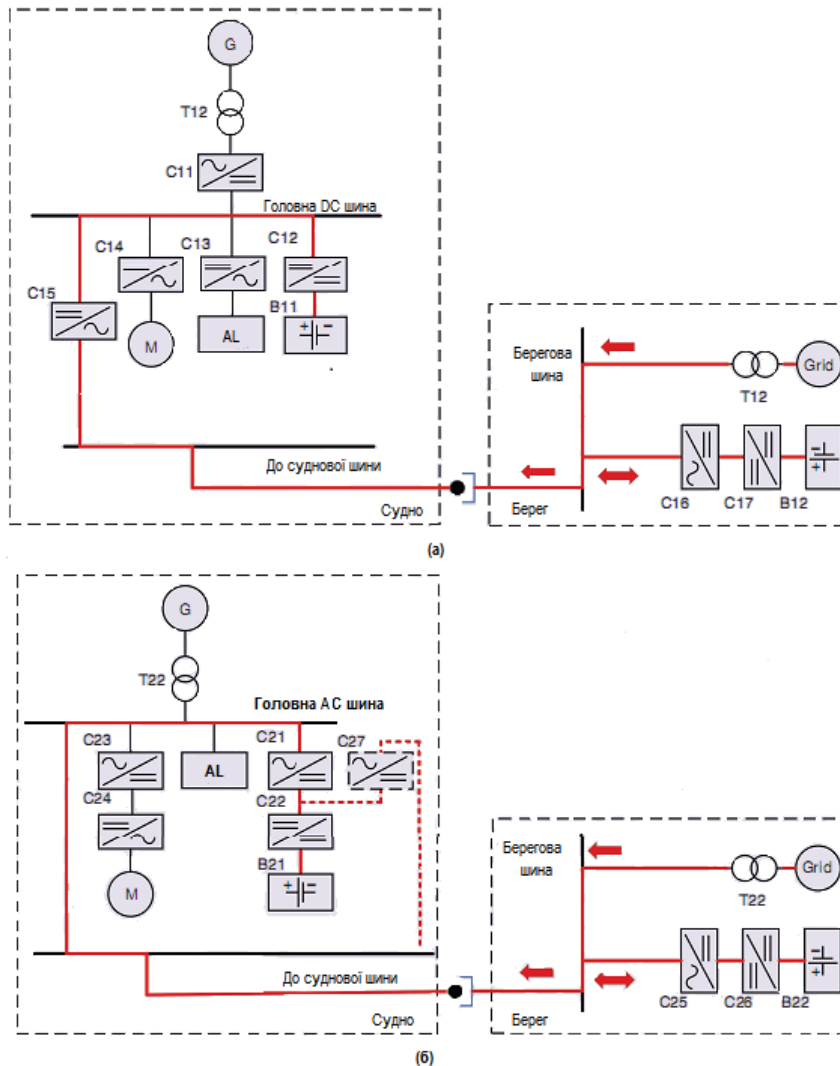 G
T12
C11
Головна DC шина
C14
C13
C12
C15
B11
M
AL
До суднової шини
Судно
Берегова
шина
Grid
T12
C16
C17
B12
Берег
(а)
G
T22
Головна АС шина
C23
C21
C27
AL
C24
C22
B21
M
До суднової шини
Судно
Берегова
шина
Grid
T22
C25
C26
B22
Берег
(б)